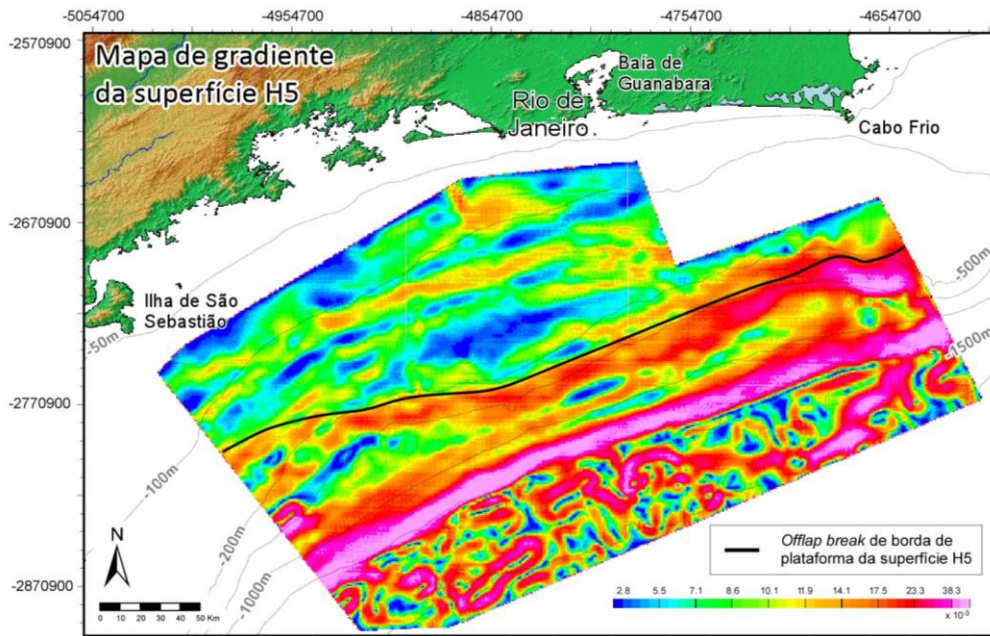 -5054700 -4954700 -4854700 -4754700 -4654700
-2570900
Mapa de gradiente
da superfície H5
Baía de
Guanabara
Rio de
Janeiro
Cabo Frio
-2670900
-500m
Ilha de São
Sebastião
-50m
-1500m
-2770900
-100m
-200m
-1000m
N
Offlap break de borda de
plataforma da superfície H5
-2870900
0 10 20 30 40 50 Km
2.8 5.5 7.1 8.6 10.1 11.9 14.1 17.5 23.3 38.3
x 10⁻³